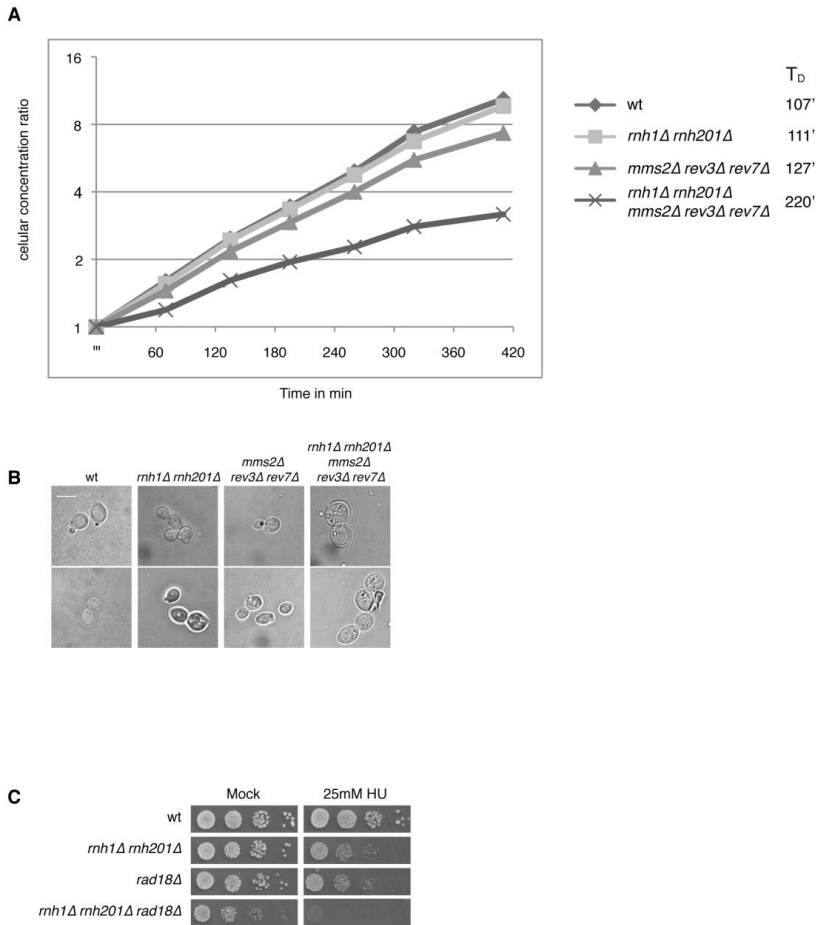 A
celular concentration ratio
16
8
4
2
1
'"
60
120
180
240
300
360
420
Time in min
T_D
wt 107'
rnh1Δ rnh201Δ 111'
mms2Δ rev3Δ rev7Δ 127'
rnh1Δ rnh201Δ
mms2Δ rev3Δ rev7Δ 220'
B
wt
rnh1Δ rnh201Δ
mms2Δ
rev3Δ rev7Δ
rnh1Δ rnh201Δ
mms2Δ
rev3Δ rev7Δ
C
Mock 25mM HU
wt
rnh1Δ rnh201Δ
rad18Δ
rnh1Δ rnh201Δ rad18Δ